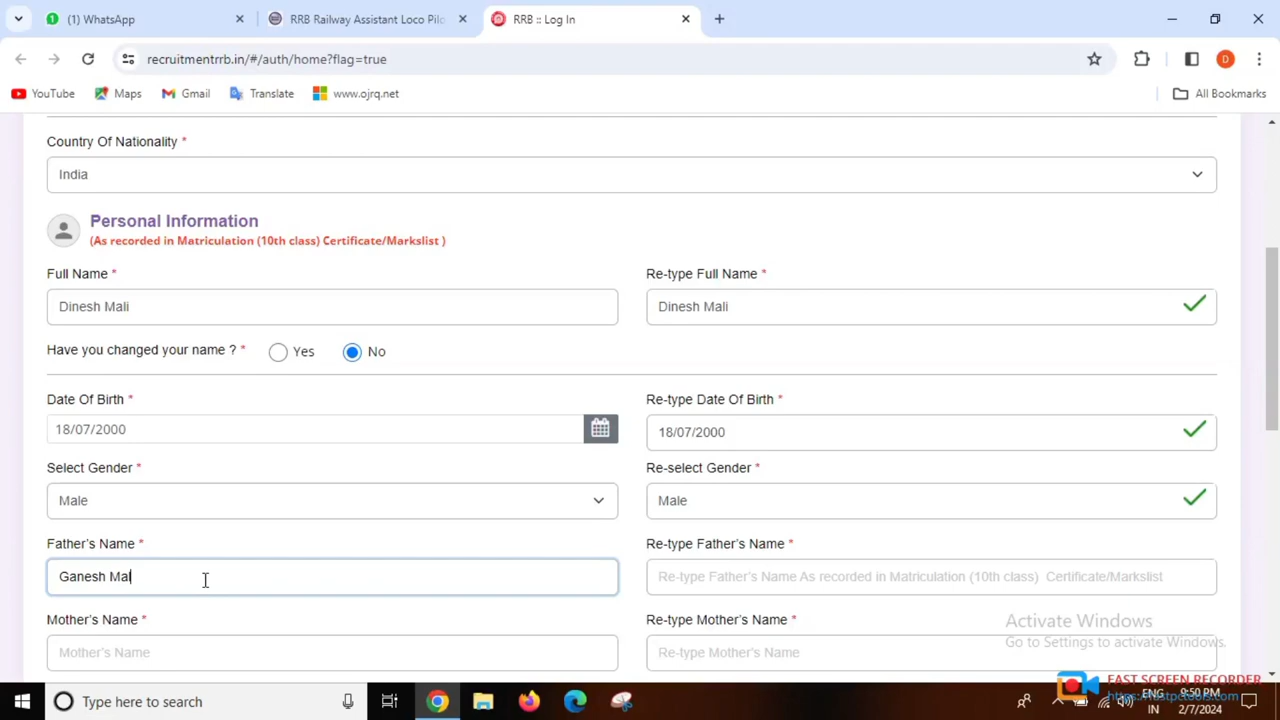 (1) WhatsApp
RRB Railway Assistant Loco Pilo
RRB :: Log In
recruitmentrrb.in/#/auth/home?flag=true
D
YouTube
Maps
Gmail
Translate
www.ojrq.net
All Bookmarks
Country Of Nationality *
India
Personal Information
(As recorded in Matriculation (10th class) Certificate/Markslist )
Full Name *
Re-type Full Name *
Dinesh Mali
Dinesh Mali
Have you changed your name ? *
Yes
No
Date Of Birth *
Re-type Date Of Birth *
18/07/2000
18/07/2000
Select Gender *
Re-select Gender *
Male
Male
Father's Name *
Re-type Father's Name *
Ganesh Mal
Re-type Father's Name As recorded in Matriculation (10th class) Certificate/Markslist
Mother's Name *
Re-type Mother's Name *
Mother's Name
Re-type Mother's Name
Activate Windows
Go to Settings to activate Windows.
FAST SCREEN RECORDER
Type here to search
ENG
IN
9:50 PM
2/7/2024